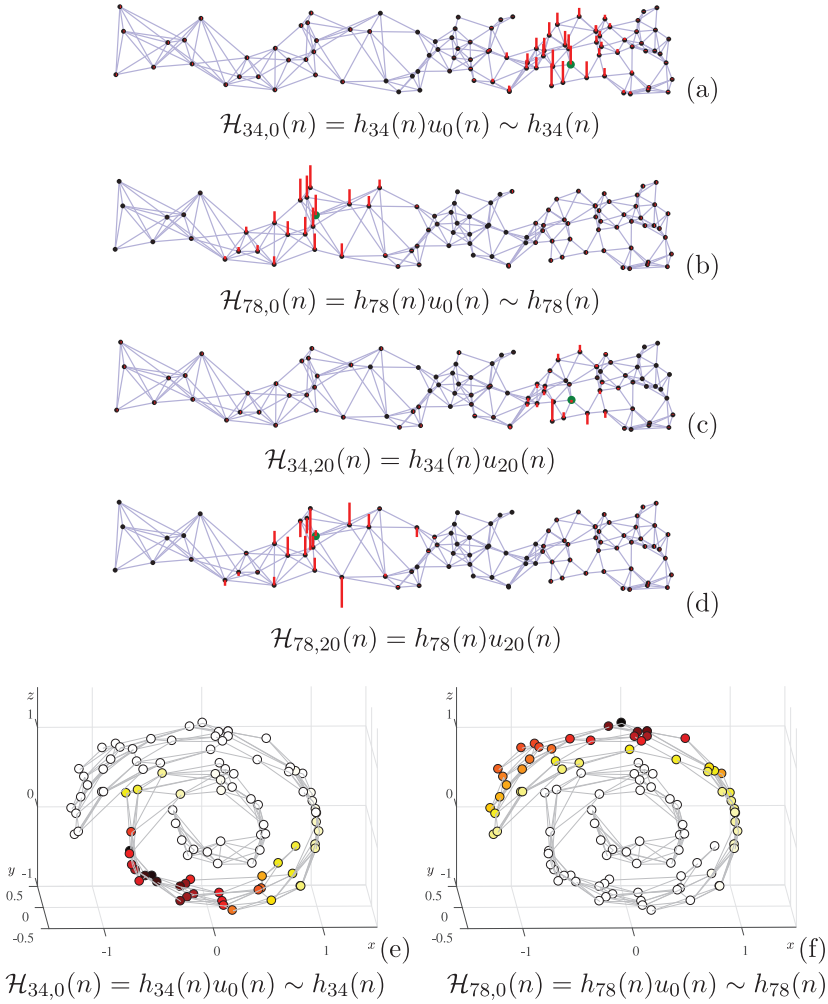 (a)
ℋ₃₄,₀(n) = h₃₄(n)u₀(n) ∼ h₃₄(n)
(b)
ℋ₇₈,₀(n) = h₇₈(n)u₀(n) ∼ h₇₈(n)
(c)
ℋ₃₄,₂₀(n) = h₃₄(n)u₂₀(n)
(d)
ℋ₇₈,₂₀(n) = h₇₈(n)u₂₀(n)
z
1
0
y -1
0.5
0
-0.5
-1 0 1 x (e)
ℋ₃₄,₀(n) = h₃₄(n)u₀(n) ∼ h₃₄(n)
z
1
0
y -1
0.5
0
-0.5
-1 0 1 x (f)
ℋ₇₈,₀(n) = h₇₈(n)u₀(n) ∼ h₇₈(n)